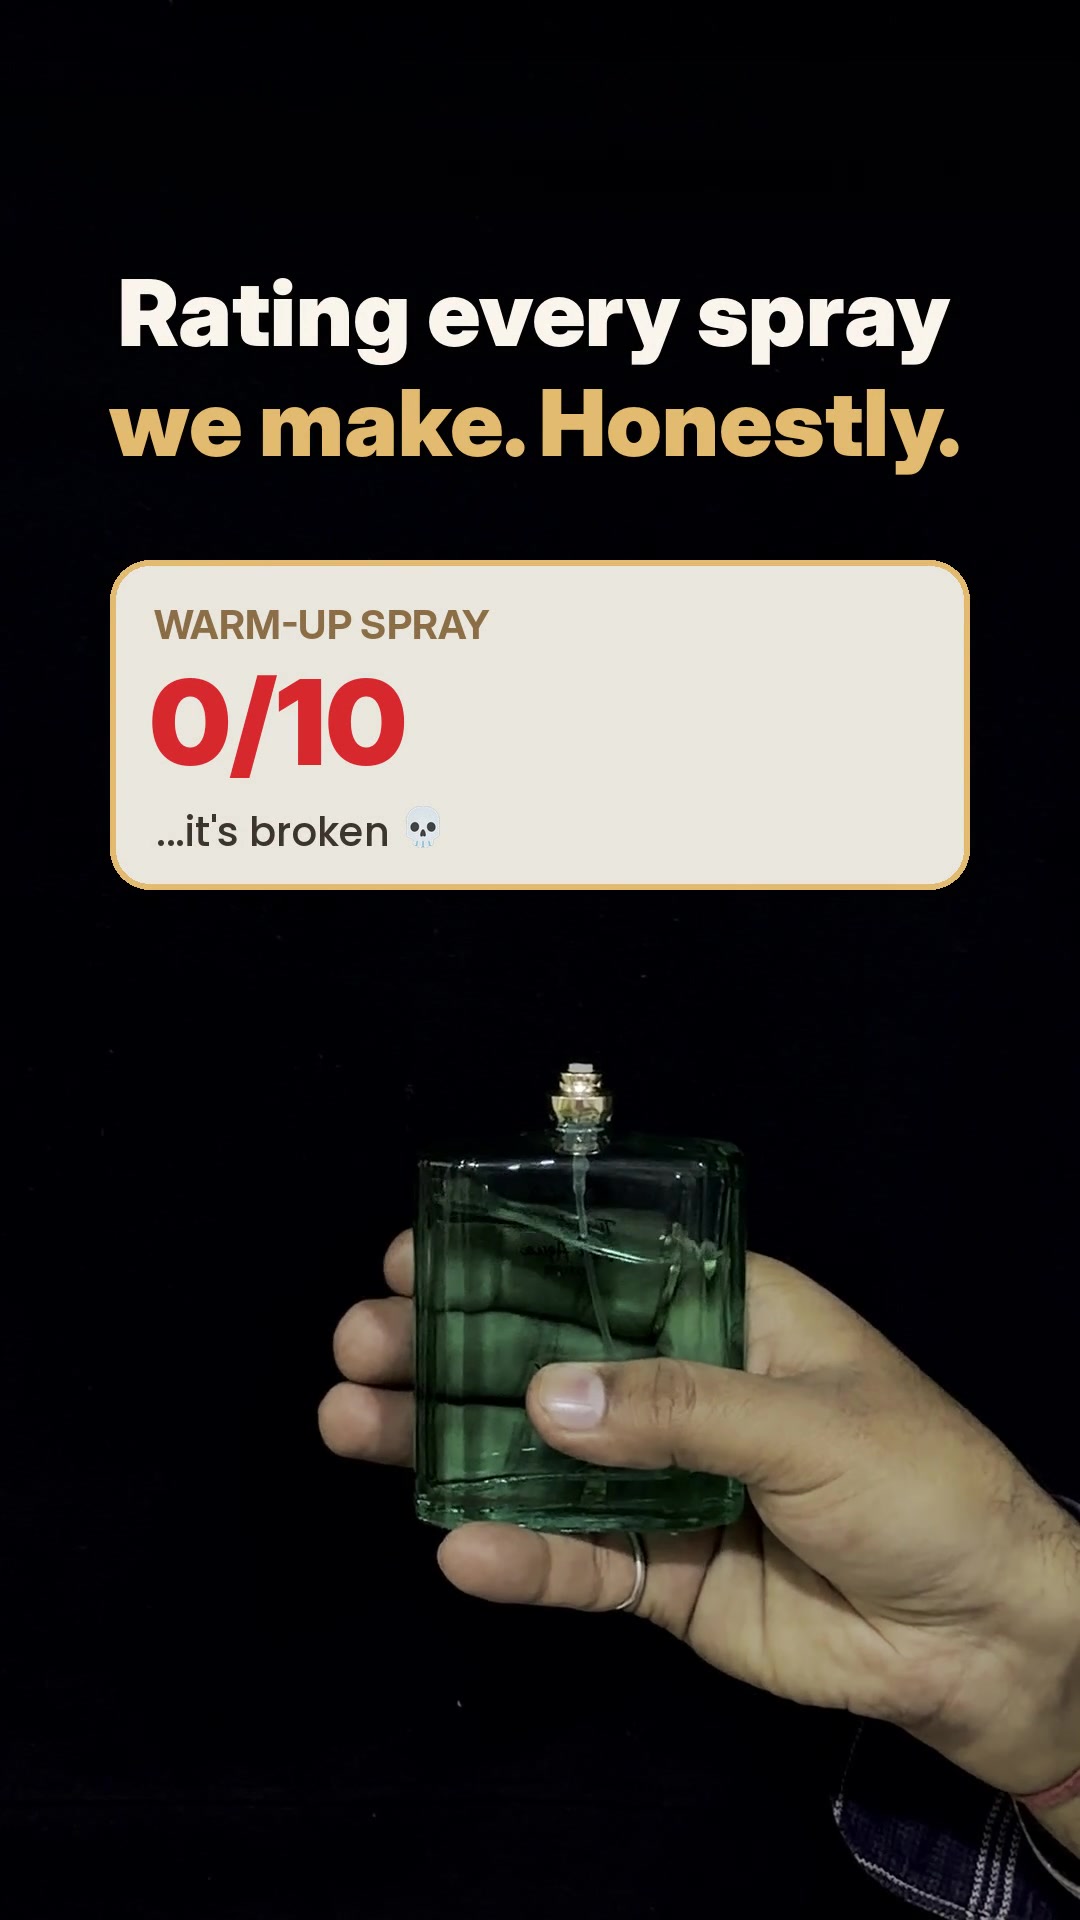 Rating every spray
we make. Honestly.
WARM-UP SPRAY
0/10
...it's broken 💀